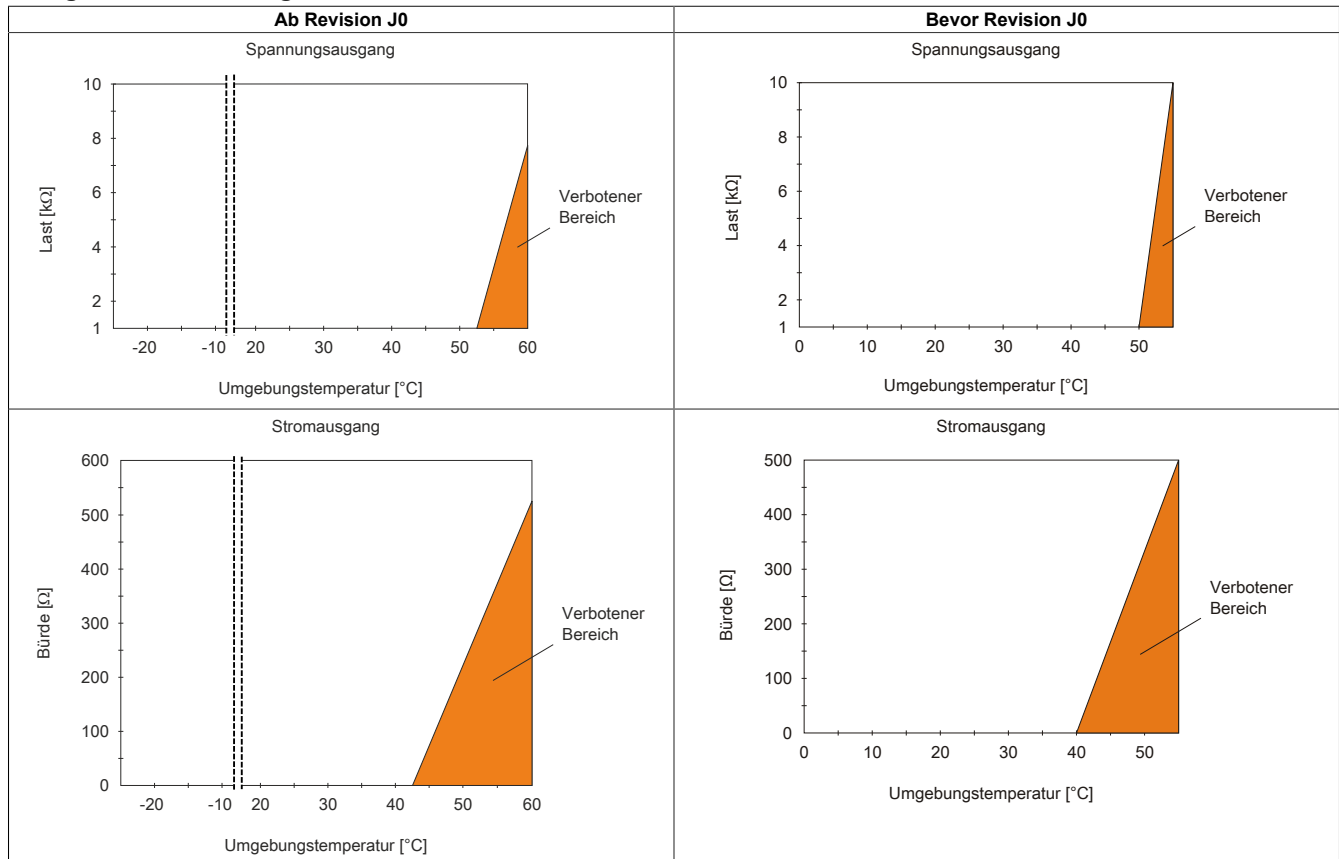 Ab Revision J0
Bevor Revision J0
Spannungsausgang
10
8
6
4
2
1
Last [kΩ]
-20 -10 20 30 40 50 60
Umgebungstemperatur [°C]
Verbotener
Bereich
Spannungsausgang
10
8
6
4
2
1
Last [kΩ]
0 10 20 30 40 50
Umgebungstemperatur [°C]
Verbotener
Bereich
Stromausgang
600
500
400
300
200
100
0
Bürde [Ω]
-20 -10 20 30 40 50 60
Umgebungstemperatur [°C]
Verbotener
Bereich
Stromausgang
500
400
300
200
100
0
Bürde [Ω]
0 10 20 30 40 50
Umgebungstemperatur [°C]
Verbotener
Bereich